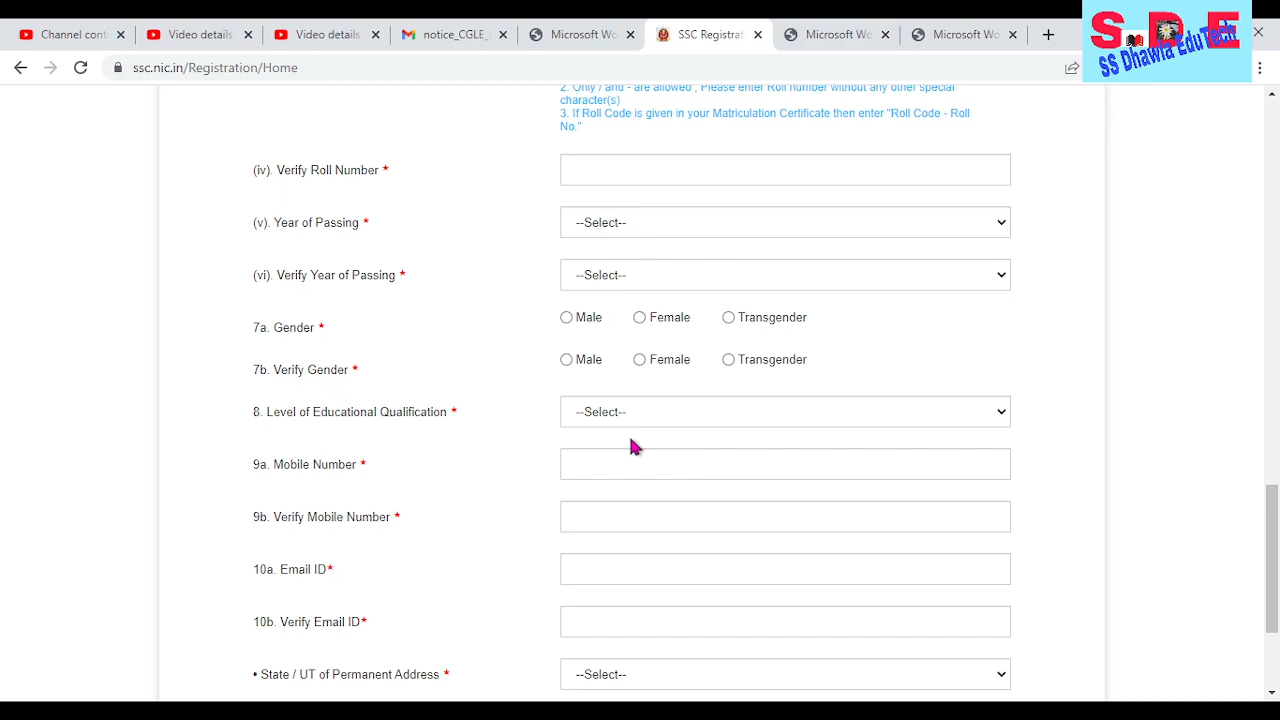 Channel cont
Video details
Video details
notice_CGLE_
Microsoft Wo
SSC Registrat
Microsoft Wo
Microsoft Wo
S D E
SS Dhawla EduTech
ssc.nic.in/Registration/Home
2. Only / and - are allowed , Please enter Roll number without any other special
character(s)
3. If Roll Code is given in your Matriculation Certificate then enter "Roll Code - Roll
No."
(iv). Verify Roll Number *
(v). Year of Passing *
--Select--
(vi). Verify Year of Passing *
--Select--
7a. Gender *
Male
Female
Transgender
7b. Verify Gender *
Male
Female
Transgender
8. Level of Educational Qualification *
--Select--
9a. Mobile Number *
9b. Verify Mobile Number *
10a. Email ID*
10b. Verify Email ID*
• State / UT of Permanent Address *
--Select--